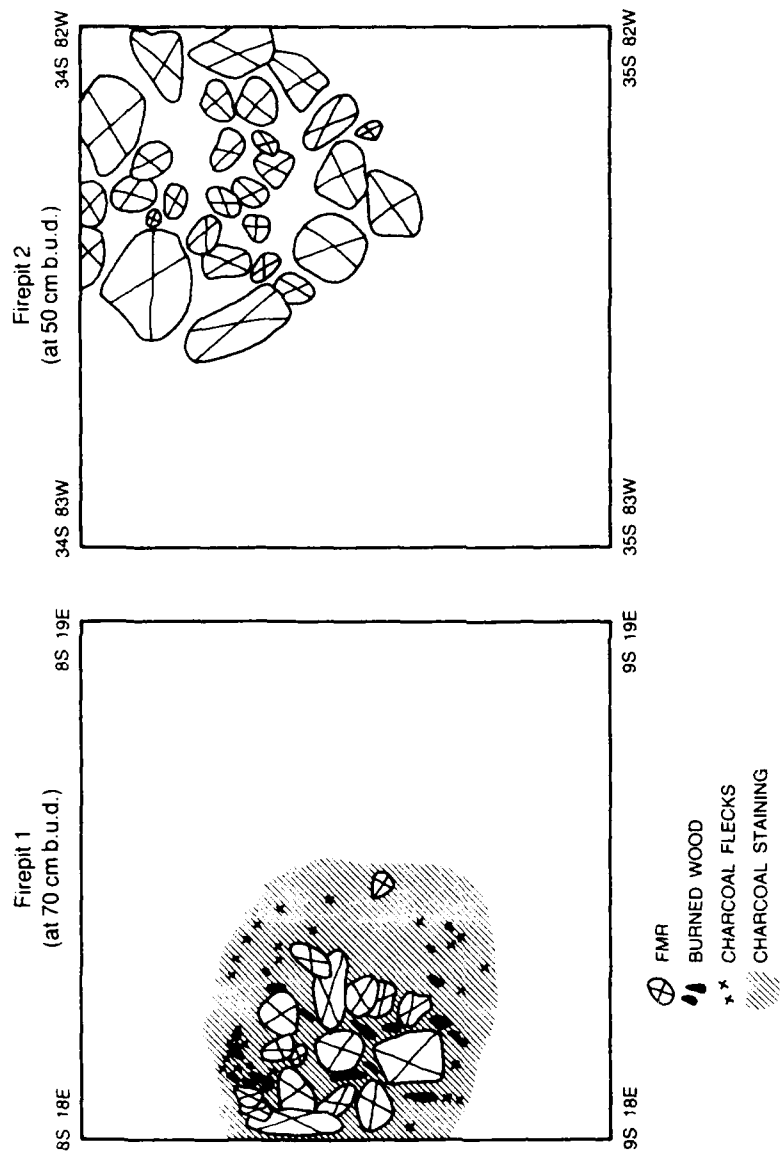 Firepit 1
(at 70 cm b.u.d.)
8S 18E
8S 19E
9S 18E
9S 19E
Firepit 2
(at 50 cm b.u.d.)
34S 83W
34S 82W
35S 83W
35S 82W
FMR
BURNED WOOD
CHARCOAL FLECKS
CHARCOAL STAINING